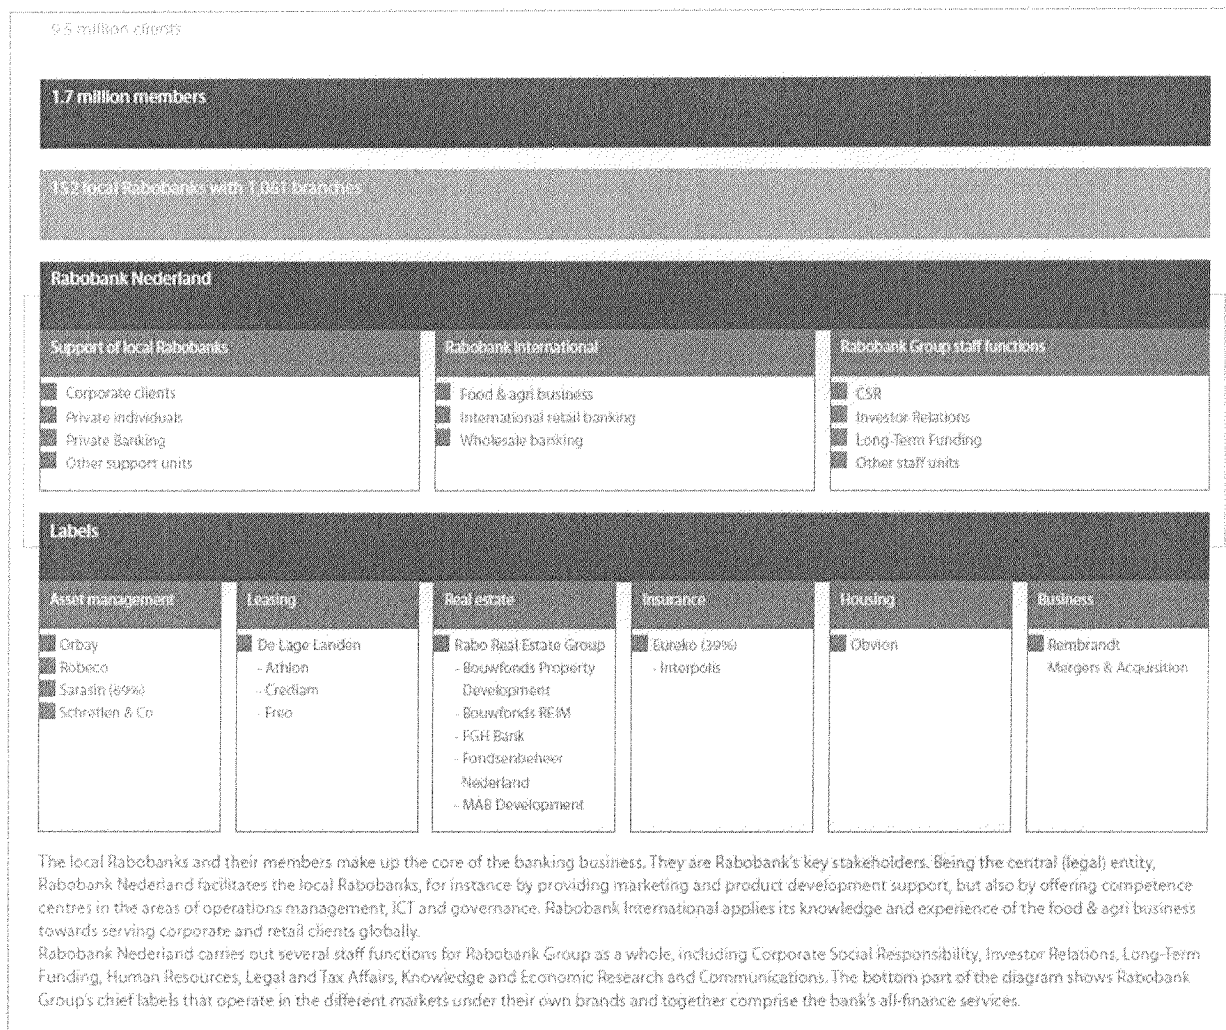 9.5 million clients
1.7 million members
152 local Rabobanks with 1,061 branches
Rabobank Nederland
Support of local Rabobanks
Corporate clients
Private individuals
Private Banking
Other support units
Rabobank International
Food & agri business
International retail banking
Wholesale banking
Rabobank Group staff functions
CSR
Investor Relations
Long-Term Funding
Other staff units
Labels
Asset management
Orbay
Robeco
Sarasin (69%)
Schretlen & Co
Leasing
De Lage Landen
- Athlon
- Crediam
- Freo
Real estate
Rabo Real Estate Group
- Bouwfonds Property
Development
- Bouwfonds REIM
- FGH Bank
- Fondsenbeheer
Nederland
- MAB Development
Insurance
Eureko (39%)
- Interpolis
Housing
Obvion
Business
Rembrandt
Mergers & Acquisition
The local Rabobanks and their members make up the core of the banking business. They are Rabobank's key stakeholders. Being the central (legal) entity,
Rabobank Nederland facilitates the local Rabobanks, for instance by providing marketing and product development support, but also by offering competence
centres in the areas of operations management, ICT and governance. Rabobank International applies its knowledge and experience of the food & agri business
towards serving corporate and retail clients globally.
Rabobank Nederland carries out several staff functions for Rabobank Group as a whole, including Corporate Social Responsibility, Investor Relations, Long-Term
Funding, Human Resources, Legal and Tax Affairs, Knowledge and Economic Research and Communications. The bottom part of the diagram shows Rabobank
Group's chief labels that operate in the different markets under their own brands and together comprise the bank's all-finance services.